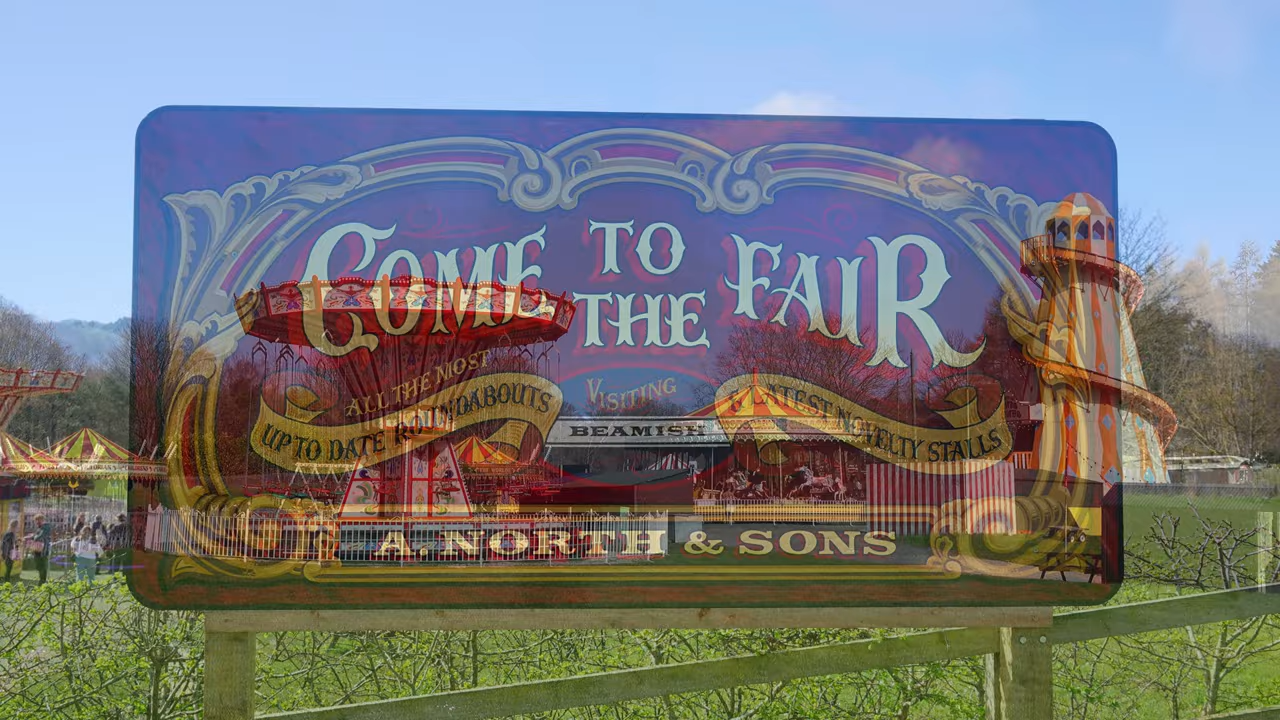 COME TO THE FAIR
ALL THE MOST
UP TO DATE ROUNDABOUTS
VISITING
BEAMISH
& LATEST NOVELTY STALLS
A. NORTH & SONS